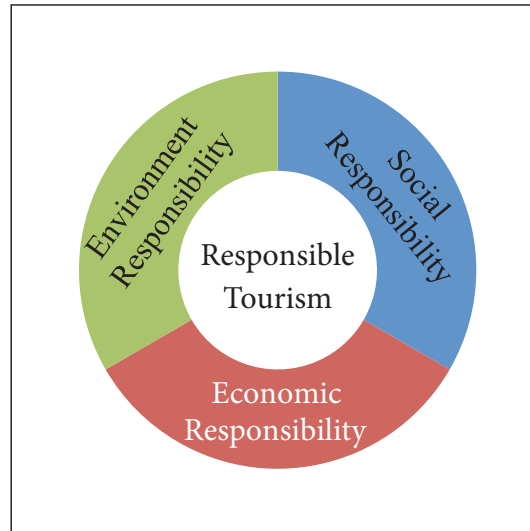 Environment
Responsibility
Social
Responsibility
Responsible
Tourism
Economic
Responsibility